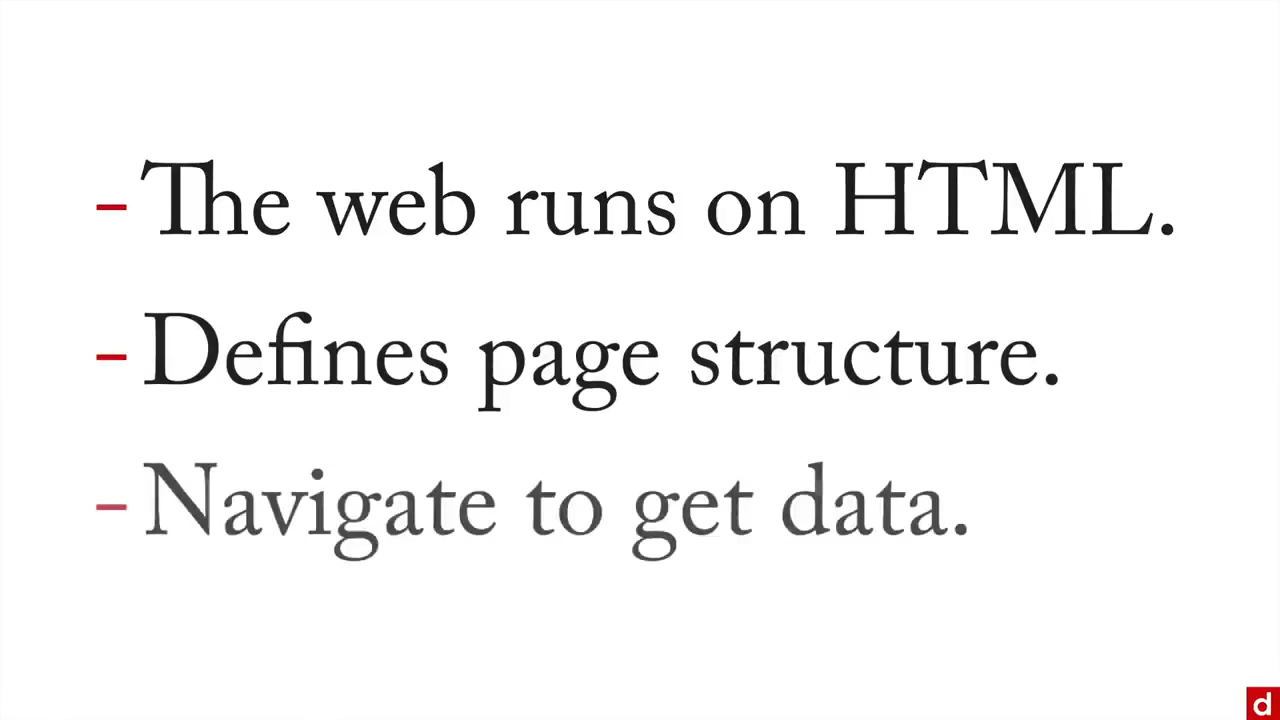 - The web runs on HTML.
- Defines page structure.
- Navigate to get data.
d